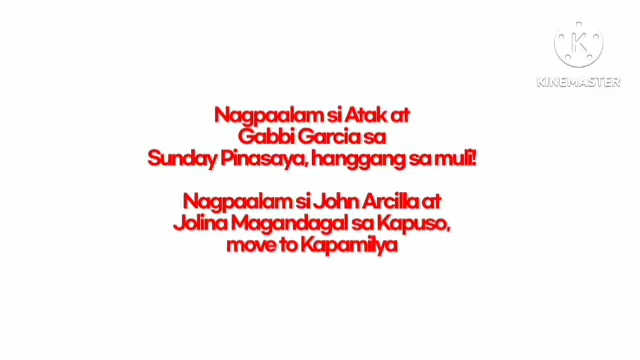 KINEMASTER
Nagpaalam si Atak at
Gabbi Garcia sa
Sunday Pinasaya, hanggang sa muli!
Nagpaalam si John Arcilla at
Jolina Magandagal sa Kapuso,
move to Kapamilya